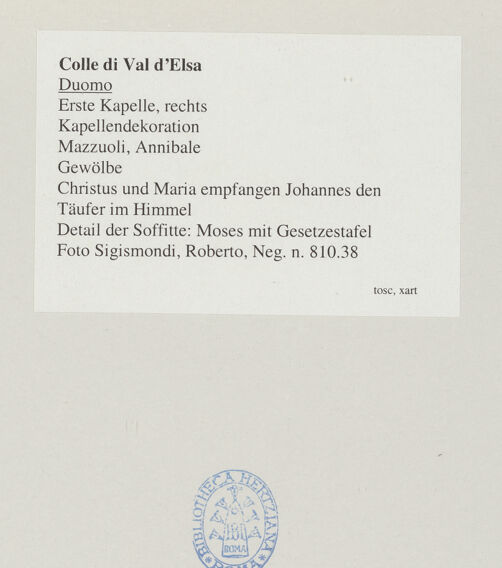 Colle di Val d'Elsa
Duomo
Erste Kapelle, rechts
Kapellendekoration
Mazzuoli, Annibale
Gewölbe
Christus und Maria empfangen Johannes den
Täufer im Himmel
Detail der Soffitte: Moses mit Gesetzestafel
Foto Sigismondi, Roberto, Neg. n. 810.38
tosc, xart
BIBLIOTHECA HERTZIANA
ROMA
ROMA